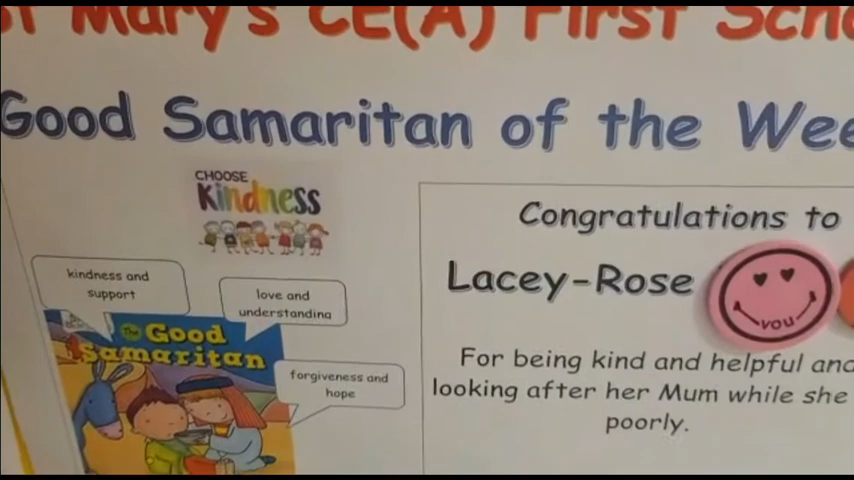 St Mary's CE(A) First Scho
Good Samaritan of the Wee
CHOOSE
Kindness
kindness and
support
love and
understanding
The Good
Samaritan
forgiveness and
hope
Congratulations to
Lacey-Rose
you
For being kind and helpful and
looking after her Mum while she
poorly.